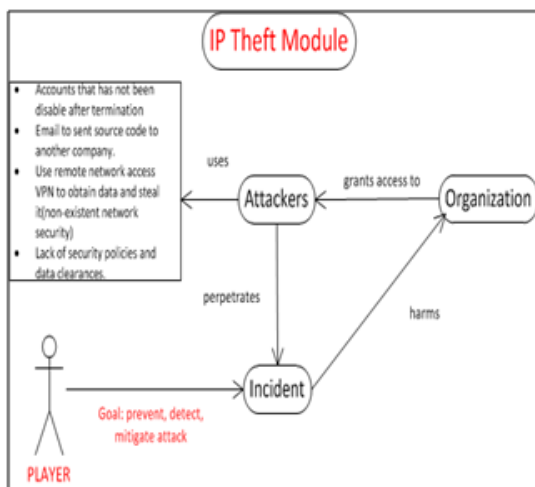 IP Theft Module
• Accounts that has not been
disable after termination
• Email to sent source code to
another company.
• Use remote network access
VPN to obtain data and steal
it(non-existent network
security)
• Lack of security policies and
data clearances.
uses
Attackers
grants access to
Organization
perpetrates
harms
Incident
Goal: prevent, detect,
mitigate attack
PLAYER